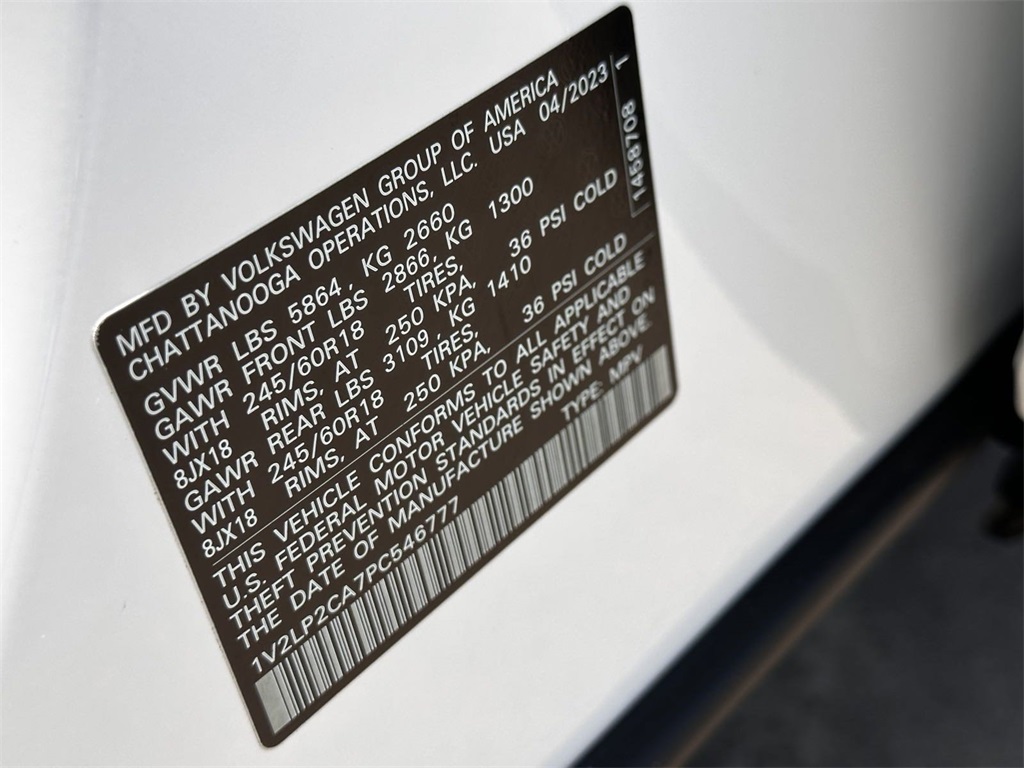 MFD BY VOLKSWAGEN GROUP OF AMERICA
CHATTANOOGA OPERATIONS, LLC. USA 04/2023
GVWR LBS 5864, KG 2660
GAWR FRONT LBS 2866, KG 1300
WITH 245/60R18 TIRES,
8JX18 RIMS, AT 250 KPA, 36 PSI COLD
GAWR REAR LBS 3109 KG 1410
WITH 245/60R18 TIRES,
8JX18 RIMS, AT 250 KPA, 36 PSI COLD
THIS VEHICLE CONFORMS TO ALL APPLICABLE
U.S. FEDERAL MOTOR VEHICLE SAFETY AND
THEFT PREVENTION STANDARDS IN EFFECT ON
THE DATE OF MANUFACTURE SHOWN ABOVE.
1V2LP2CA7PC546777 TYPE: MPV
1458708 1